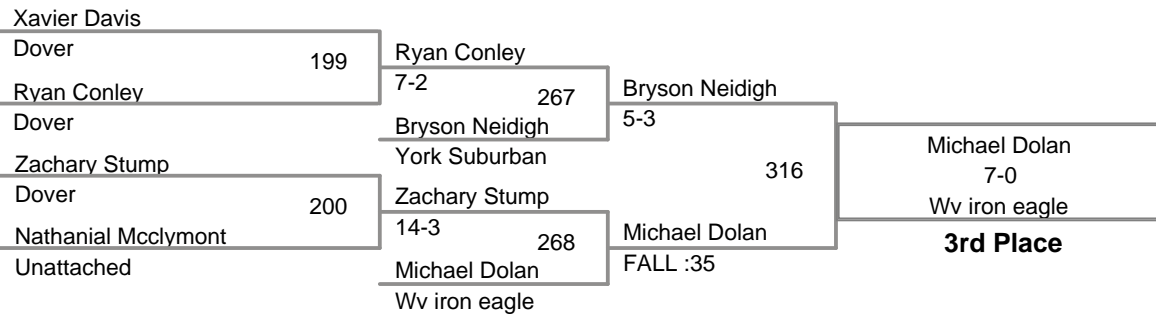 Xavier Davis
Dover
199
Ryan Conley
Dover
Zachary Stump
Dover
200
Nathanial Mcclymont
Unattached
Ryan Conley
7-2
267
Bryson Neidigh
York Suburban
Zachary Stump
14-3
268
Michael Dolan
Wv iron eagle
Bryson Neidigh
5-3
316
Michael Dolan
FALL :35
Michael Dolan
7-0
Wv iron eagle
3rd Place